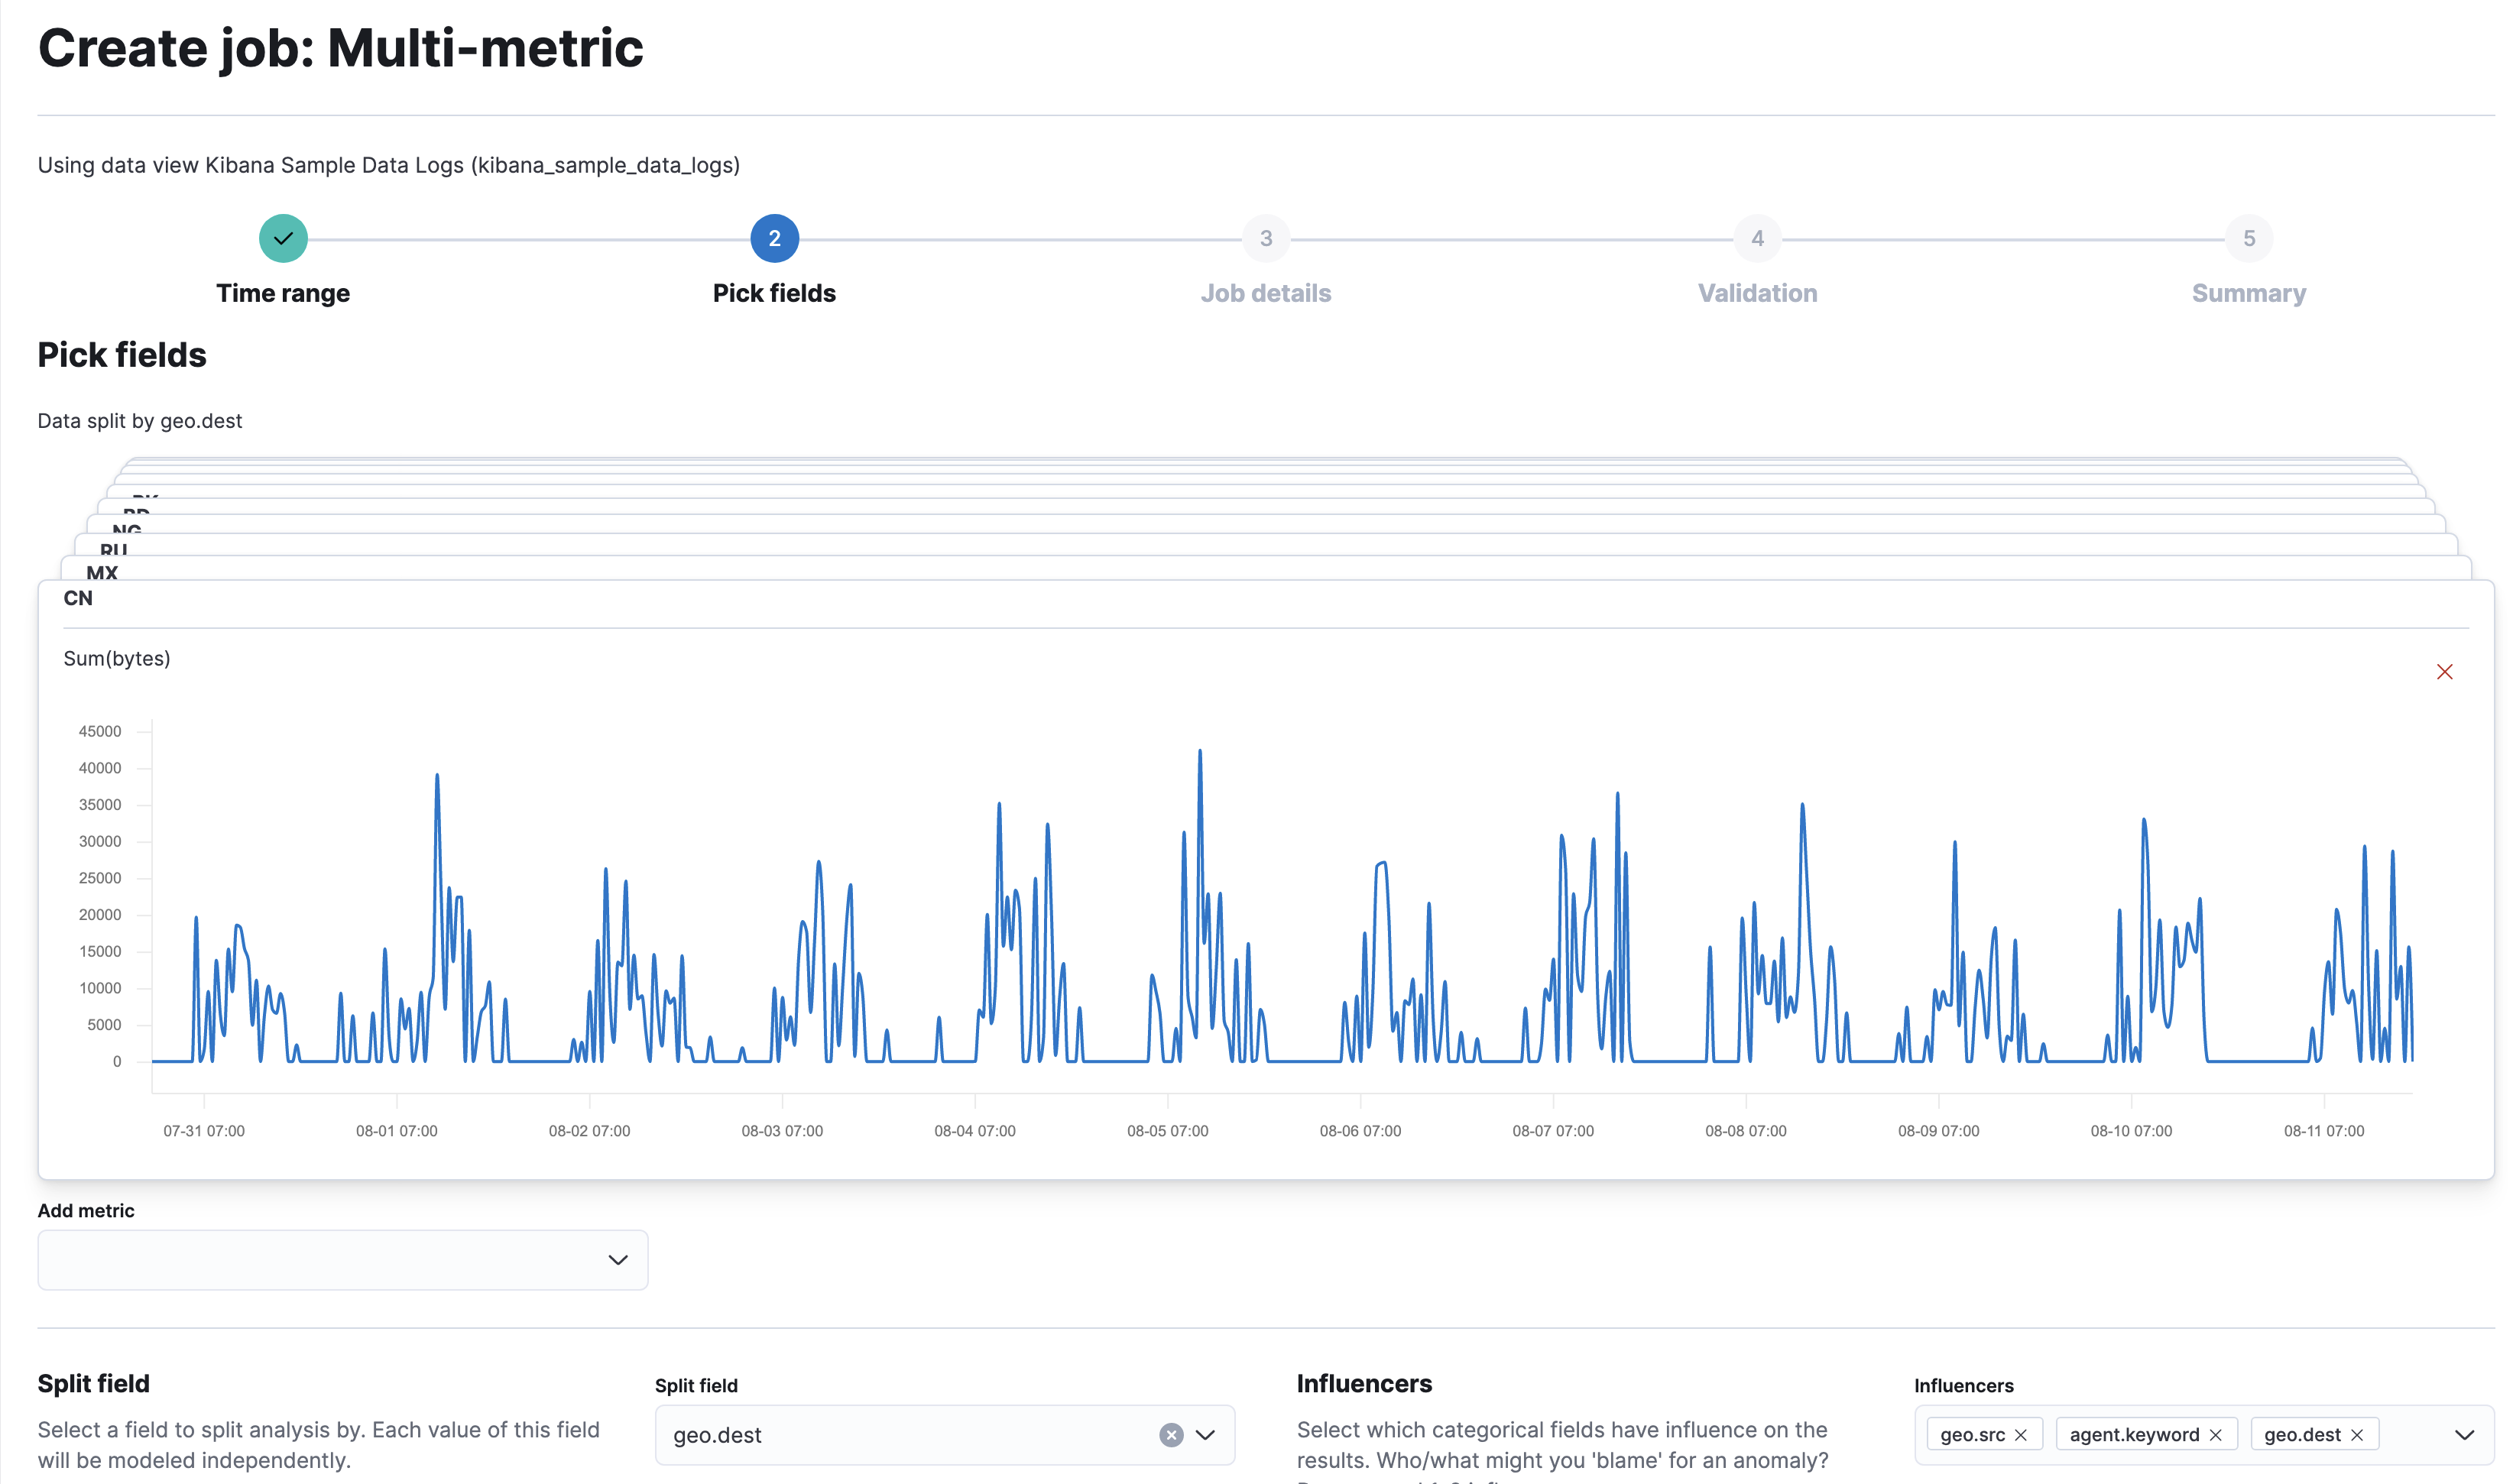 Create job: Multi-metric
Using data view Kibana Sample Data Logs (kibana_sample_data_logs)
2
3
4
5
Time range
Pick fields
Job details
Validation
Summary
Pick fields
Data split by geo.dest
NG
RU
MX
CN
Sum(bytes)
45000
40000
35000
30000
25000
20000
15000
10000
5000
0
07-31 07:00
08-01 07:00
08-02 07:00
08-03 07:00
08-04 07:00
08-05 07:00
08-06 07:00
08-07 07:00
08-08 07:00
08-09 07:00
08-10 07:00
08-11 07:00
Add metric
Split field
Select a field to split analysis by. Each value of this field
will be modeled independently.
Split field
geo.dest
Influencers
Select which categorical fields have influence on the
results. Who/what might you 'blame' for an anomaly?
Influencers
geo.src
agent.keyword
geo.dest